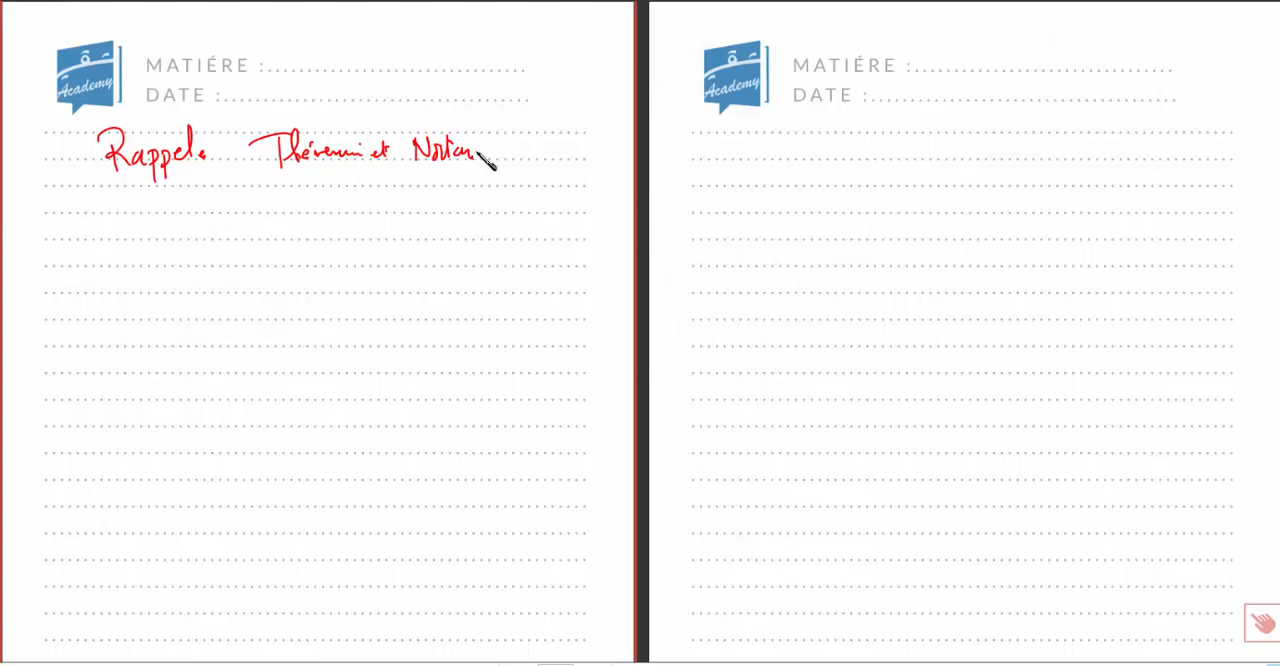 Academy
MATIÉRE :
DATE :
Rappel. Thévenin et Norton
Academy
MATIÉRE :
DATE :